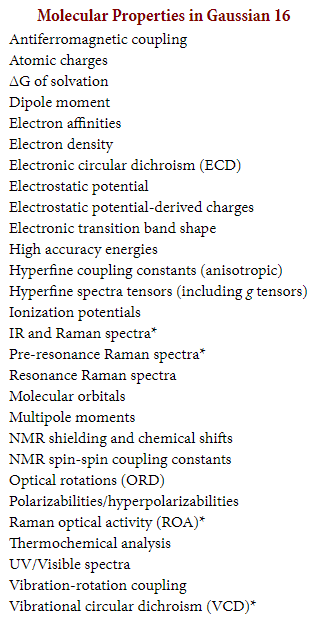 Molecular Properties in Gaussian 16
Antiferromagnetic coupling
Atomic charges
ΔG of solvation
Dipole moment
Electron affinities
Electron density
Electronic circular dichroism (ECD)
Electrostatic potential
Electrostatic potential-derived charges
Electronic transition band shape
High accuracy energies
Hyperfine coupling constants (anisotropic)
Hyperfine spectra tensors (including g tensors)
Ionization potentials
IR and Raman spectra*
Pre-resonance Raman spectra*
Resonance Raman spectra
Molecular orbitals
Multipole moments
NMR shielding and chemical shifts
NMR spin-spin coupling constants
Optical rotations (ORD)
Polarizabilities/hyperpolarizabilities
Raman optical activity (ROA)*
Thermochemical analysis
UV/Visible spectra
Vibration-rotation coupling
Vibrational circular dichroism (VCD)*